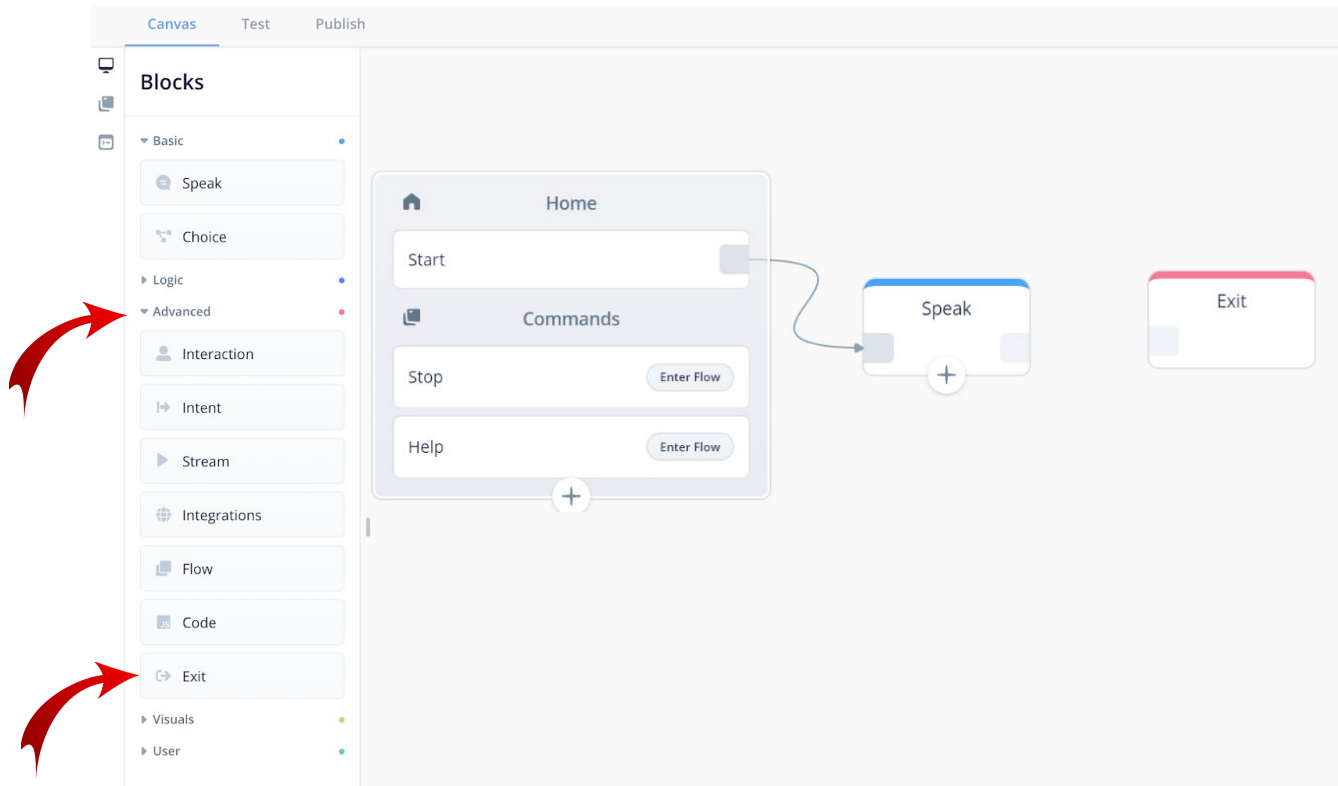 Canvas Test Publish
Blocks
Basic
Speak
Choice
Logic
Advanced
Interaction
Intent
Stream
Integrations
Flow
Code
JS
Exit
Visuals
User
Home
Start
Commands
Stop Enter Flow
Help Enter Flow
Speak
Exit